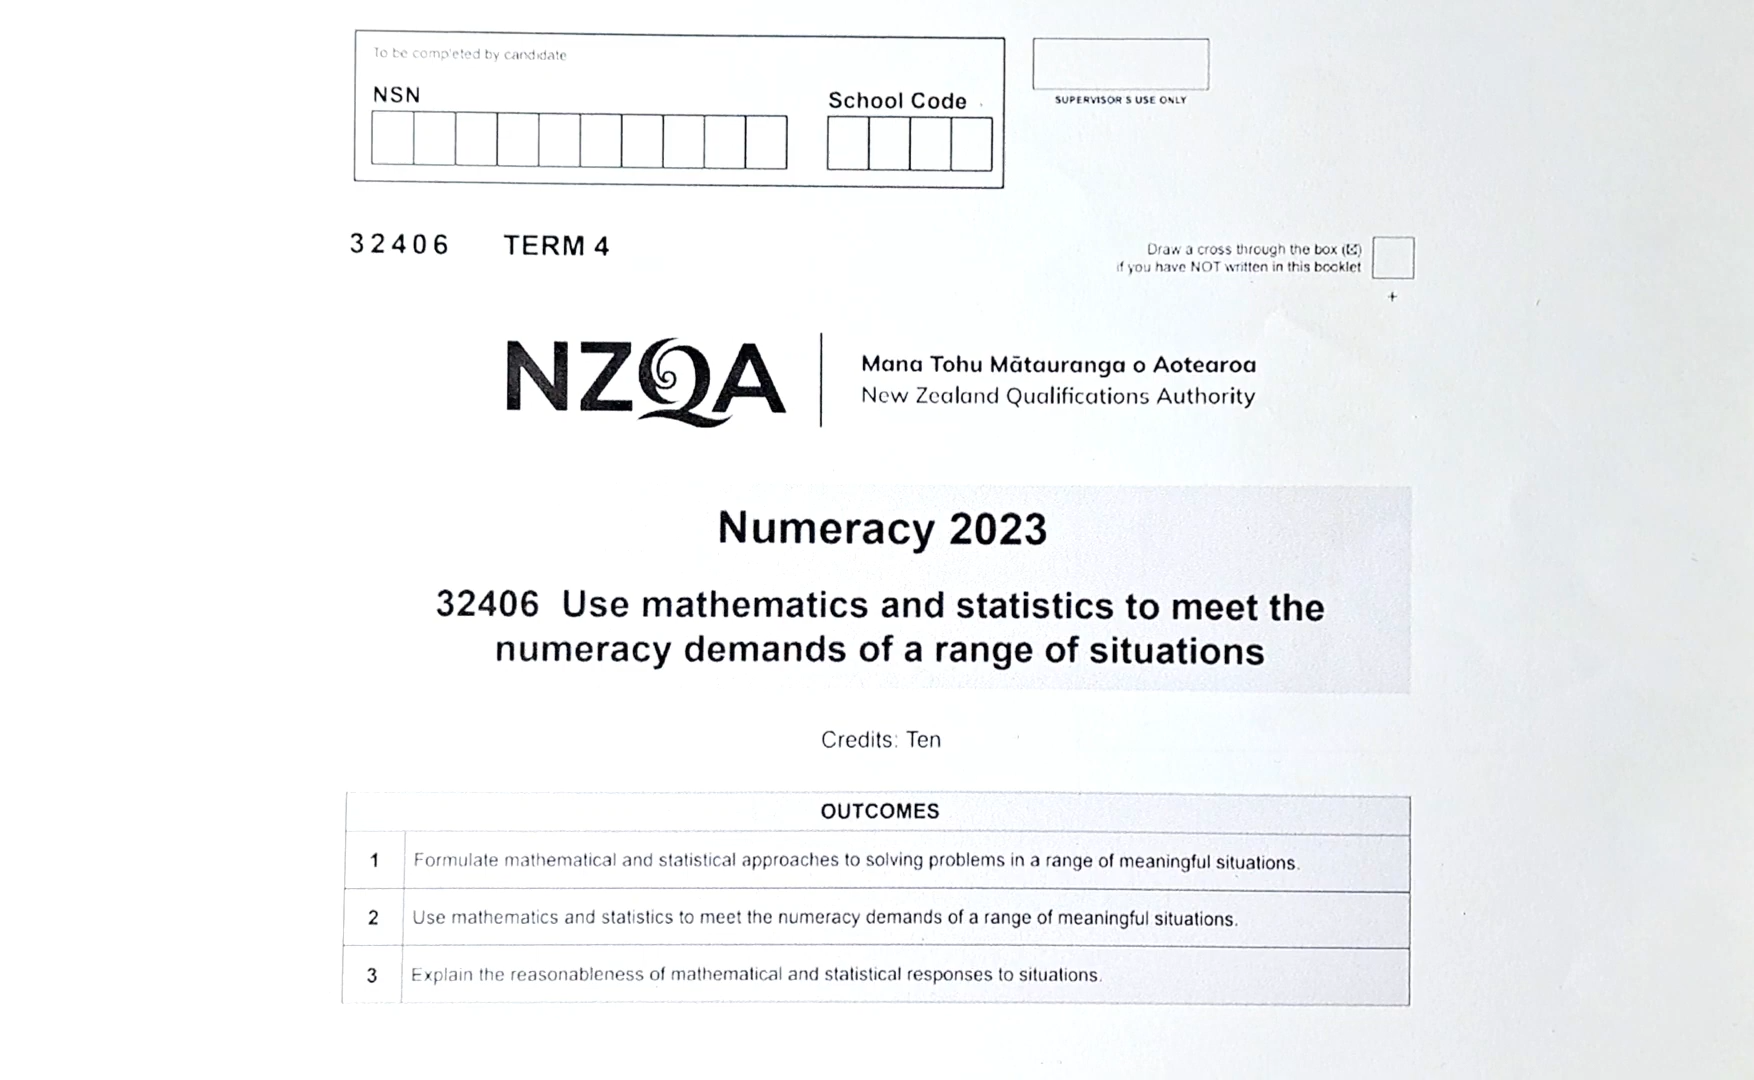 To be completed by candidate
NSN
School Code
SUPERVISOR'S USE ONLY
32406 TERM 4
Draw a cross through the box (☒)
if you have NOT written in this booklet
+
NZQA
Mana Tohu Mātauranga o Aotearoa
New Zealand Qualifications Authority
Numeracy 2023
32406 Use mathematics and statistics to meet the
numeracy demands of a range of situations
Credits: Ten
OUTCOMES
1 Formulate mathematical and statistical approaches to solving problems in a range of meaningful situations.
2 Use mathematics and statistics to meet the numeracy demands of a range of meaningful situations.
3 Explain the reasonableness of mathematical and statistical responses to situations.